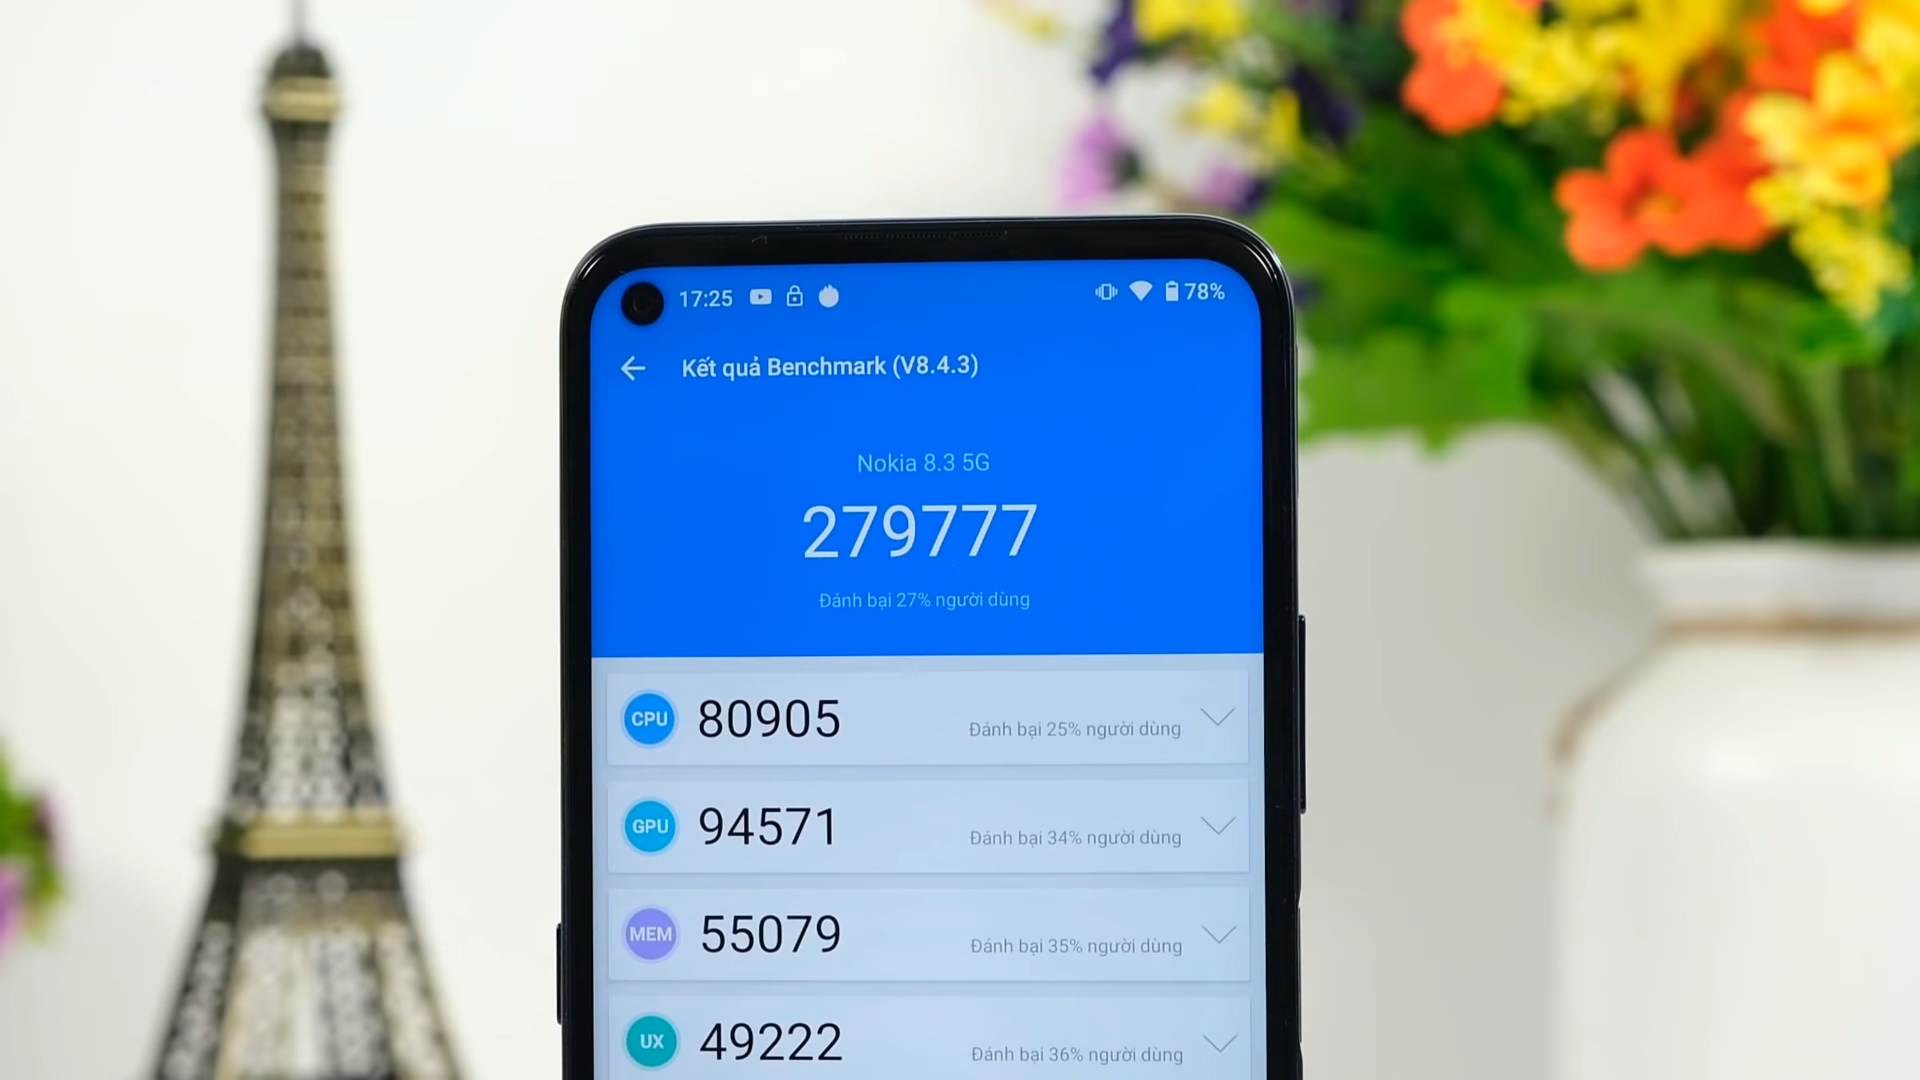 17:25 78%
Kết quả Benchmark (V8.4.3)
Nokia 8.3 5G
279777
Đánh bại 27% người dùng
CPU 80905 Đánh bại 25% người dùng
GPU 94571 Đánh bại 34% người dùng
MEM 55079 Đánh bại 35% người dùng
UX 49222 Đánh bại 36% người dùng